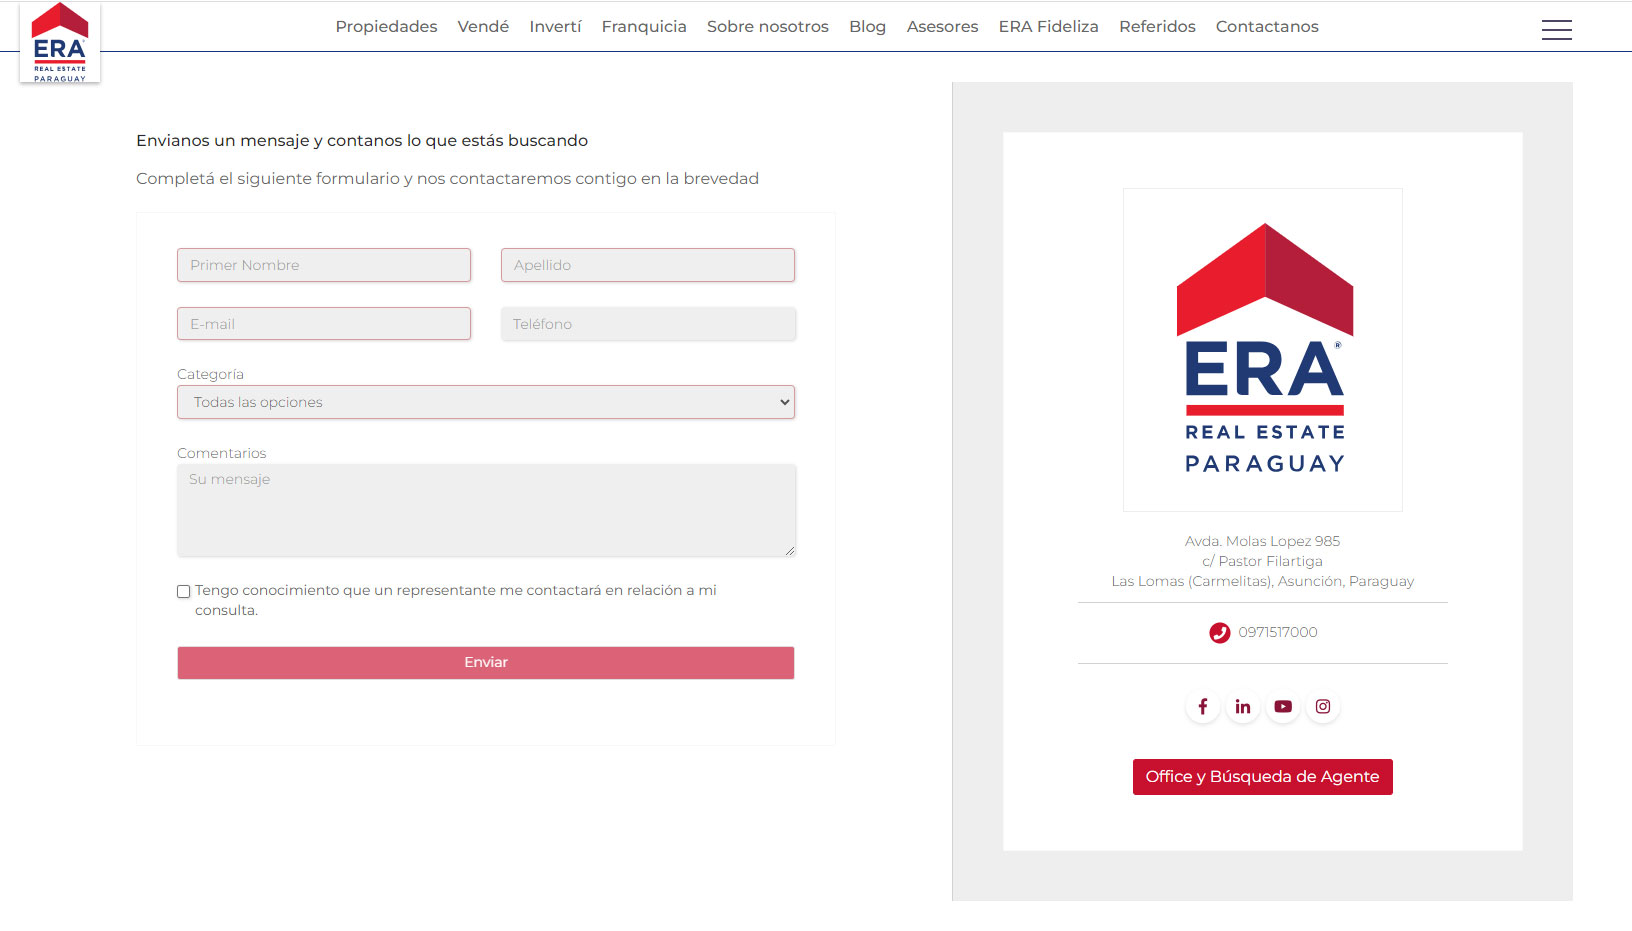 ERA
REAL ESTATE
PARAGUAY
Propiedades Vendé Invertí Franquicia Sobre nosotros Blog Asesores ERA Fideliza Referidos Contactanos
Envianos un mensaje y contanos lo que estás buscando
Completá el siguiente formulario y nos contactaremos contigo en la brevedad
Primer Nombre Apellido
E-mail Teléfono
Categoría
Todas las opciones
Comentarios
Su mensaje
Tengo conocimiento que un representante me contactará en relación a mi
consulta.
Enviar
ERA®
REAL ESTATE
PARAGUAY
Avda. Molas Lopez 985
c/ Pastor Filartiga
Las Lomas (Carmelitas), Asunción, Paraguay
0971517000
Office y Búsqueda de Agente